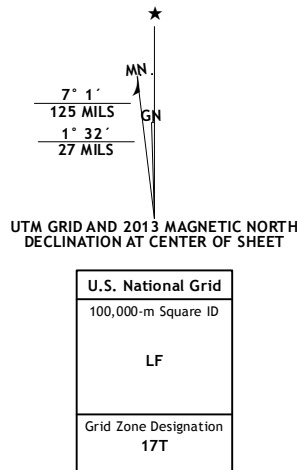 MN
GN
7° 1´
125 MILS
1° 32´
27 MILS
UTM GRID AND 2013 MAGNETIC NORTH
DECLINATION AT CENTER OF SHEET
U.S. National Grid
100,000-m Square ID
LF
Grid Zone Designation
17T